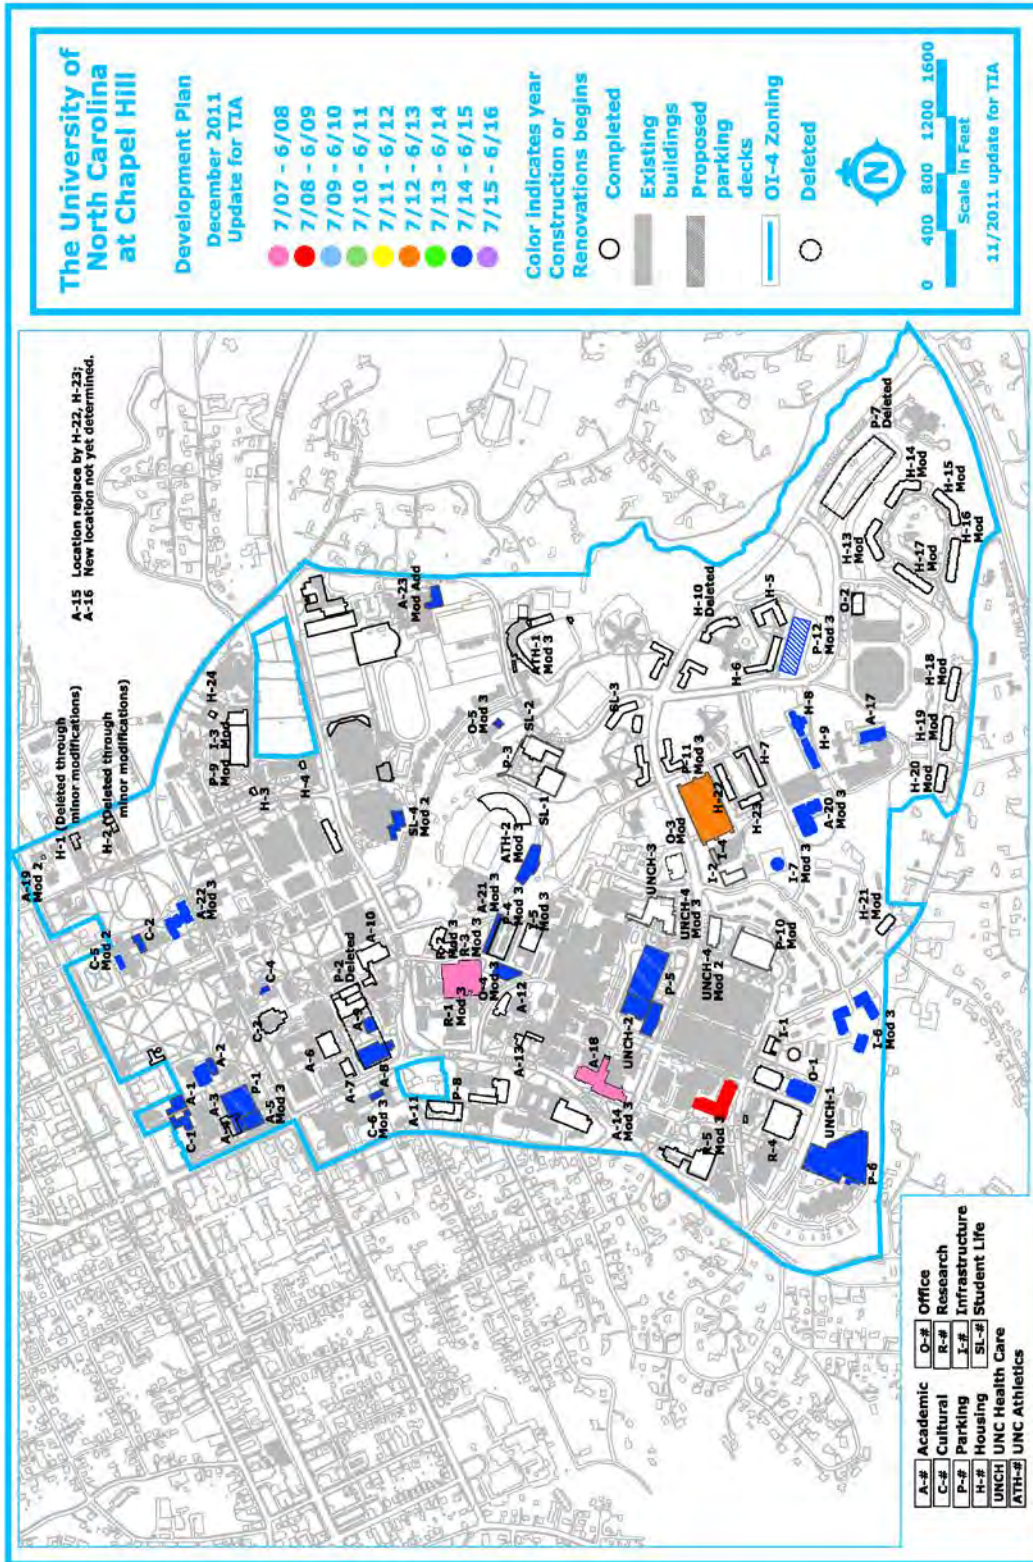 The University of
North Carolina
at Chapel Hill
Development Plan
December 2011
Update for TIA
7/07 - 6/08
7/08 - 6/09
7/09 - 6/10
7/10 - 6/11
7/11 - 6/12
7/12 - 6/13
7/13 - 6/14
7/14 - 6/15
7/15 - 6/16
Color indicates year
Construction or
Renovations begins
Completed
Existing
buildings
Proposed
parking
decks
OI-4 Zoning
Deleted
N
0 400 800 1200 1600
Scale in Feet
11/2011 update for TIA
A-15 Location replace by H-22, H-23;
A-16 New location not yet determined.
H-1 (Deleted through
minor modifications)
H-2 (Deleted through
minor modifications)
A-19
Mod 2
C-5
Mod 2
C-2
A-22
Mod 3
P-9
Mod
I-3
Mod
H-24
H-3
H-4
A-23
Mod Add
C-4
C-3
A-1
A-2
C-1
A-3
A-4
P-1
A-5
Mod 3
A-6
A-7
A-8
A-9
P-2
Deleted
A-10
C-6
Mod 3
A-11
P-8
SL-4
Mod 2
O-5
Mod 3
SL-2
P-3
SL-1
ATH-1
Mod 3
ATH-2
Mod 3
A-21
Mod 3
P-4
Mod 3
Mod 3
R-2
Mod 3
R-3
Mod 3
R-1
Mod 3
O-4
Mod 3
A-12
A-13
A-18
A-14
Mod 3
SL-3
H-10
Deleted
H-5
H-6
P-12
Mod 3
O-2
P-7
Deleted
H-14
Mod
H-15
Mod
H-16
Mod
H-13
Mod
H-17
Mod
H-18
Mod
H-19
Mod
H-20
Mod
A-17
H-8
H-9
H-7
P-11
Mod 3
H-22
H-23
A-20
Mod 3
O-3
Mod
I-2
I-4
I-7
Mod 3
UNCH-3
UNCH-4
Mod 3
UNCH-4
Mod 2
P-10
Mod
H-21
Mod
UNCH-2
P-5
I-1
I-6
Mod 3
O-1
R-5
Mod 3
R-4
UNCH-1
P-6
A-# Academic
C-# Cultural
P-# Parking
H-# Housing
UNCH UNC Health Care
ATH-# UNC Athletics
O-# Office
R-# Research
I-# Infrastructure
SL-# Student Life